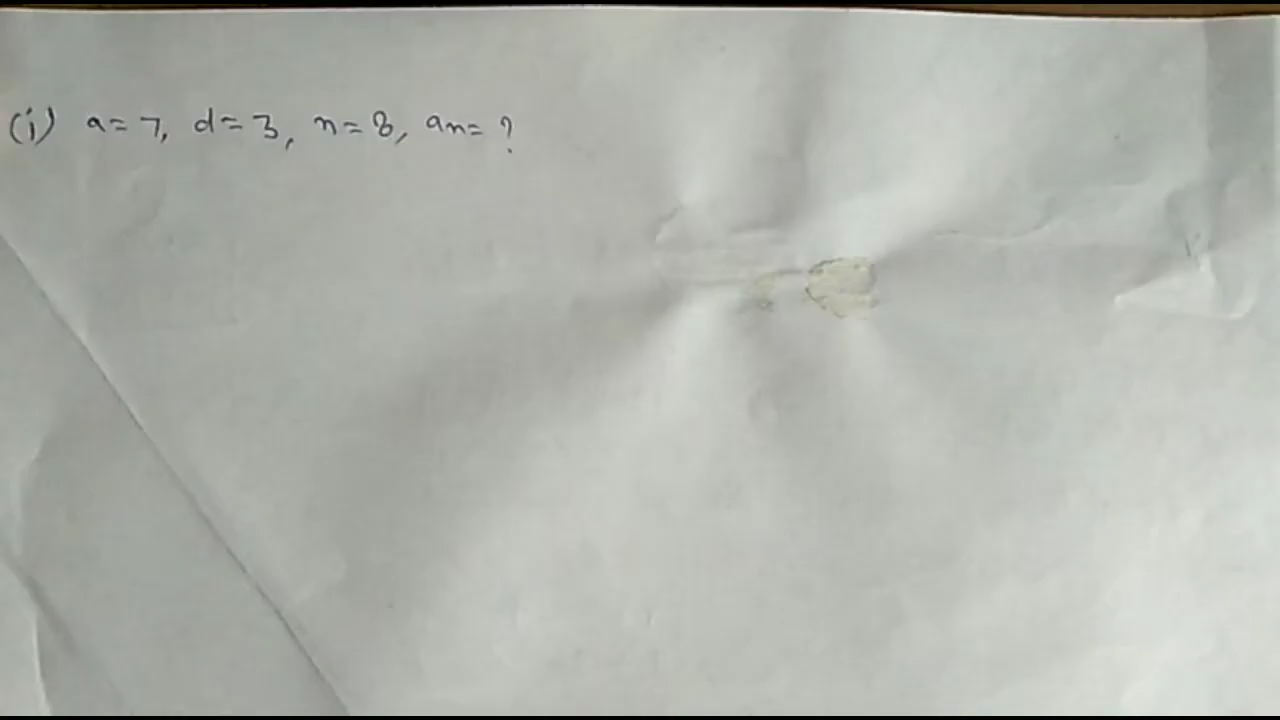 (i) a=7, d=3, n=8, an=?